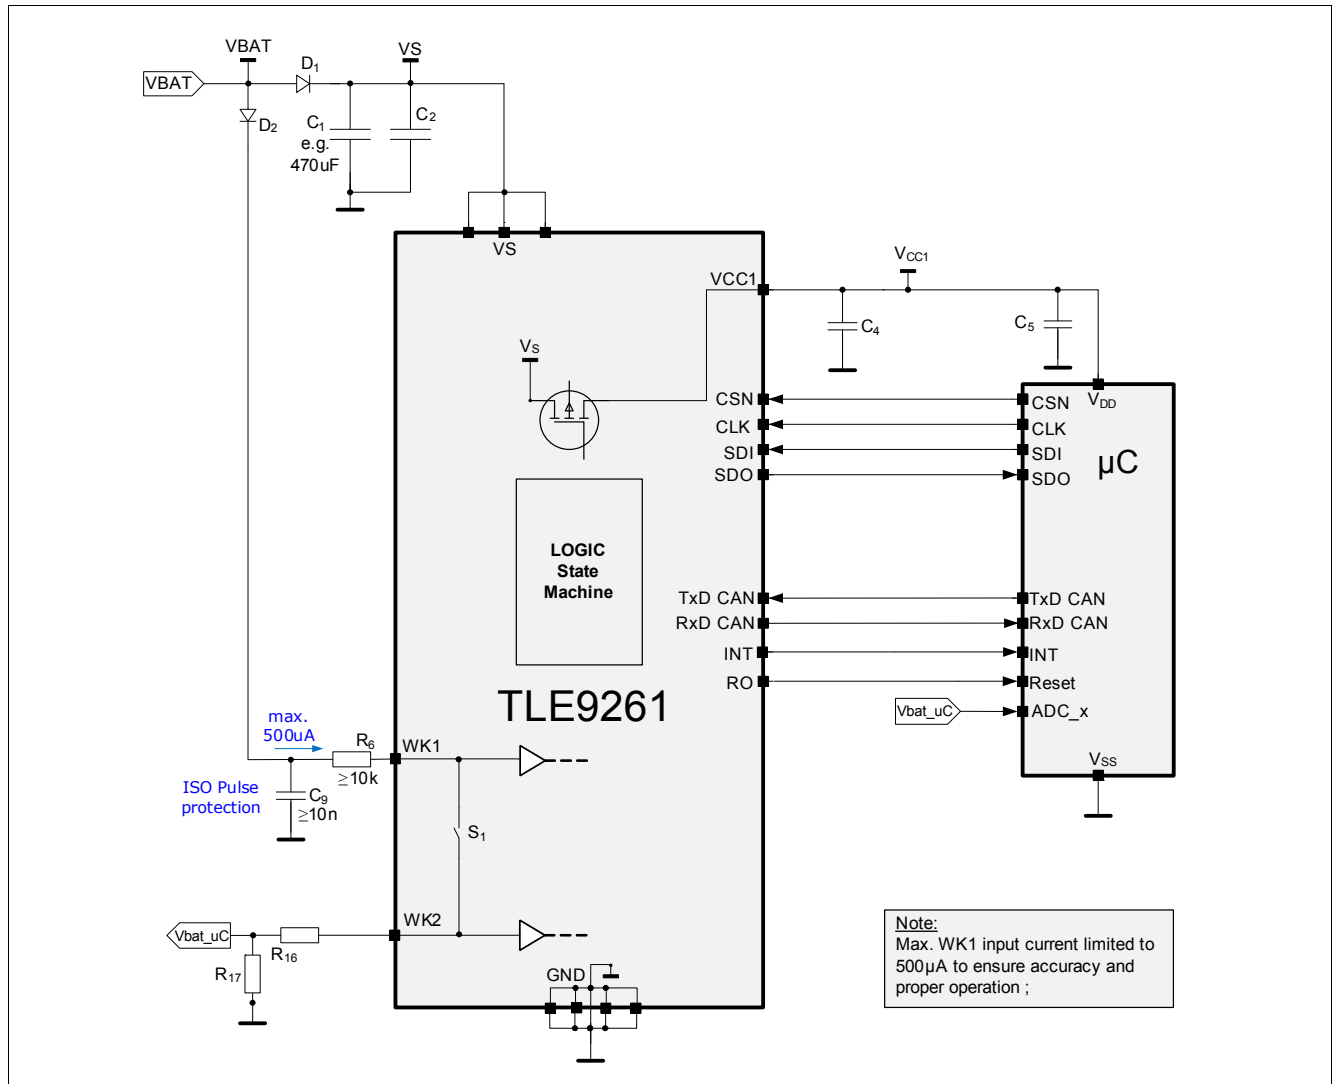 VBAT
VS
VBAT
D1
D2
C1
e.g.
470uF
C2
VS
VCC1
VCC1
C4
C5
VS
CSN
CLK
SDI
SDO
VDD
CSN
CLK
SDI
SDO
µC
LOGIC
State
Machine
TxD CAN
RxD CAN
INT
RO
TxD CAN
RxD CAN
INT
Reset
Vbat_uC
ADC_x
TLE9261
max.
500uA
R6
≥10k
WK1
VSS
ISO Pulse
protection
C9
≥10n
S1
WK2
Vbat_uC
R16
R17
GND
Note:
Max. WK1 input current limited to
500µA to ensure accuracy and
proper operation ;